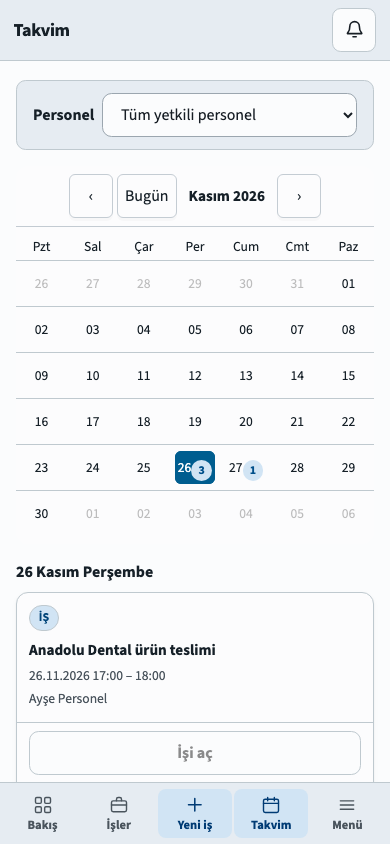 Takvim
Personel Tüm yetkili personel
‹ Bugün Kasım 2026 ›
Pzt Sal Çar Per Cum Cmt Paz
26 27 28 29 30 31 01
02 03 04 05 06 07 08
09 10 11 12 13 14 15
16 17 18 19 20 21 22
23 24 25 26 3 27 1 28 29
30 01 02 03 04 05 06
26 Kasım Perşembe
İŞ
Anadolu Dental ürün teslimi
26.11.2026 17:00 – 18:00
Ayşe Personel
İşi aç
Bakış İşler Yeni iş Takvim Menü